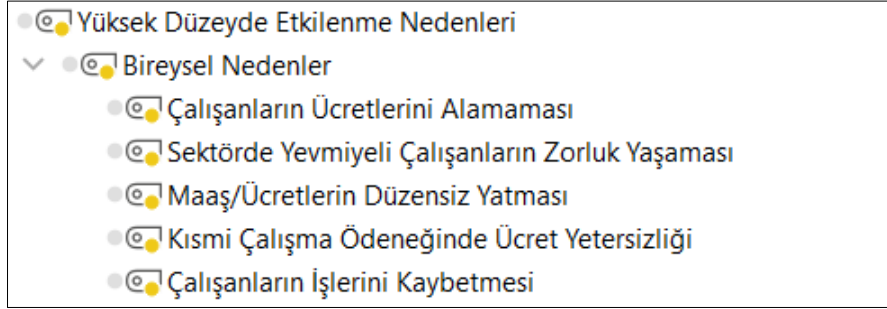 Yüksek Düzeyde Etkilenme Nedenleri
Bireysel Nedenler
Çalışanların Ücretlerini Alamaması
Sektörde Yevmiyeli Çalışanların Zorluk Yaşaması
Maaş/Ücretlerin Düzensiz Yatması
Kısmi Çalışma Ödeneğinde Ücret Yetersizliği
Çalışanların İşlerini Kaybetmesi